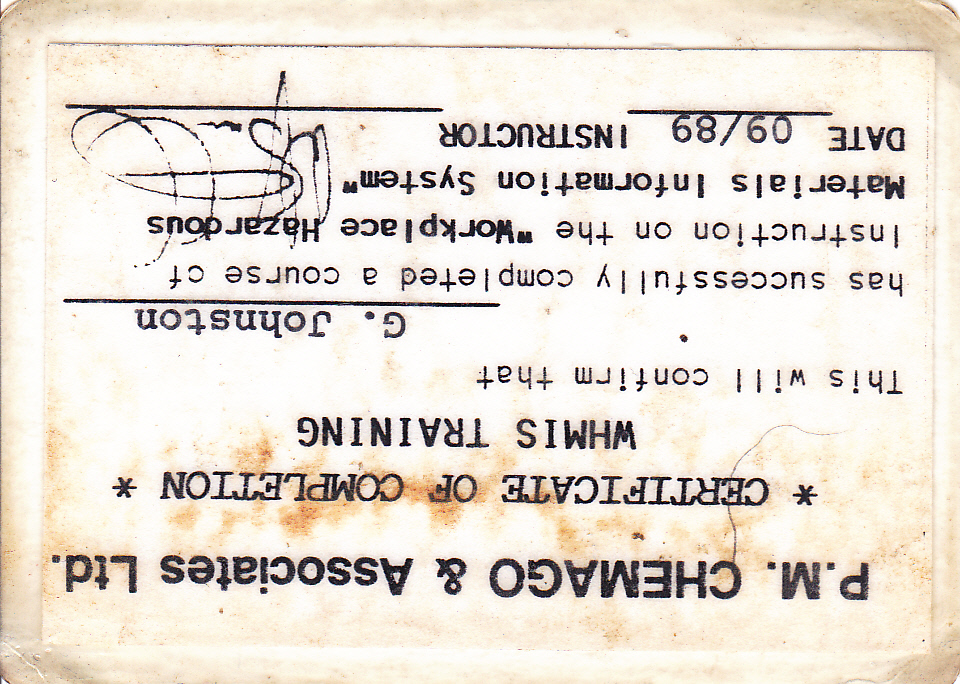 P.M. CHEMAGO & Associates Ltd.
* CERTIFICATE OF COMPLETION *
WHMIS TRAINING
This will confirm that
G. Johnston
has successfully completed a course of
Instruction on the "Workplace Hazardous
Materials Information System"
DATE 09/89 INSTRUCTOR